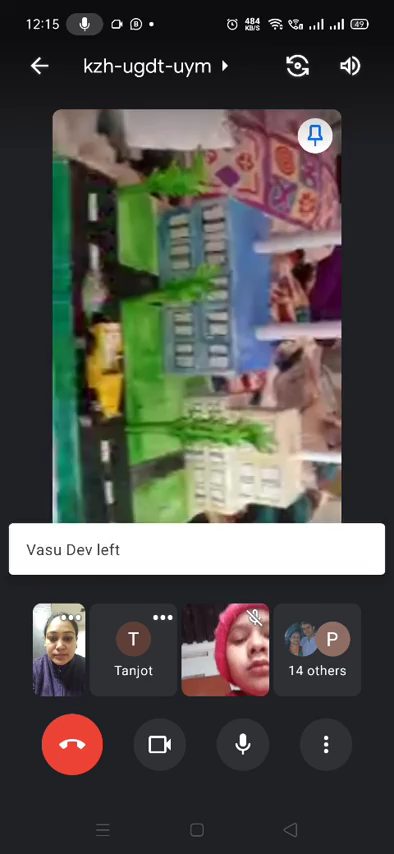 12:15
484
KB/S
49
kzh-ugdt-uym
Vasu Dev left
T
Tanjot
P
14 others